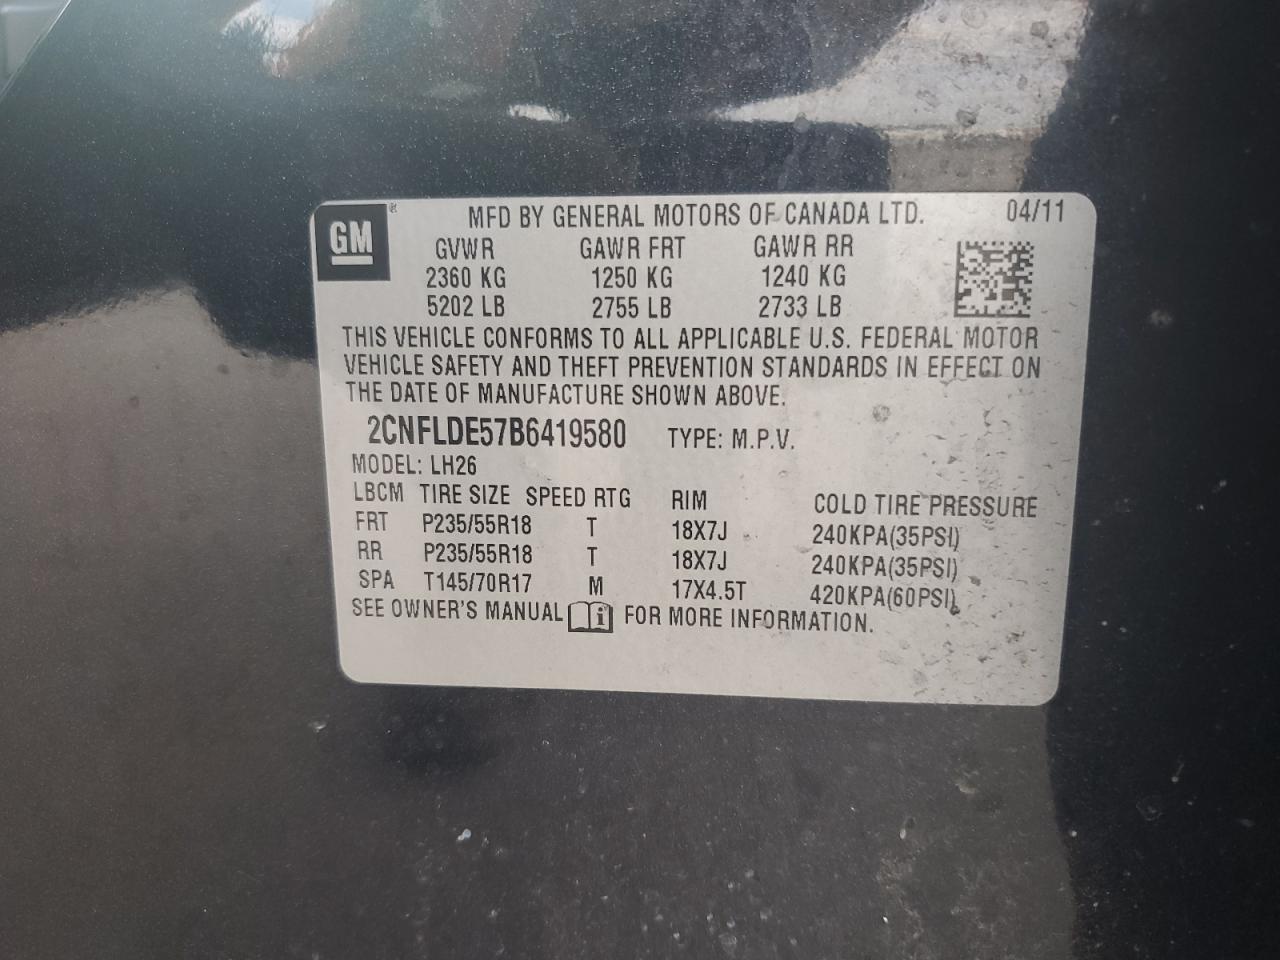 GM ®
MFD BY GENERAL MOTORS OF CANADA LTD. 04/11
GVWR GAWR FRT GAWR RR
2360 KG 1250 KG 1240 KG
5202 LB 2755 LB 2733 LB
THIS VEHICLE CONFORMS TO ALL APPLICABLE U.S. FEDERAL MOTOR
VEHICLE SAFETY AND THEFT PREVENTION STANDARDS IN EFFECT ON
THE DATE OF MANUFACTURE SHOWN ABOVE.
2CNFLDE57B6419580 TYPE: M.P.V.
MODEL: LH26
LBCM TIRE SIZE SPEED RTG RIM COLD TIRE PRESSURE
FRT P235/55R18 T 18X7J 240KPA(35PSI)
RR P235/55R18 T 18X7J 240KPA(35PSI)
SPA T145/70R17 M 17X4.5T 420KPA(60PSI)
SEE OWNER'S MANUAL FOR MORE INFORMATION.